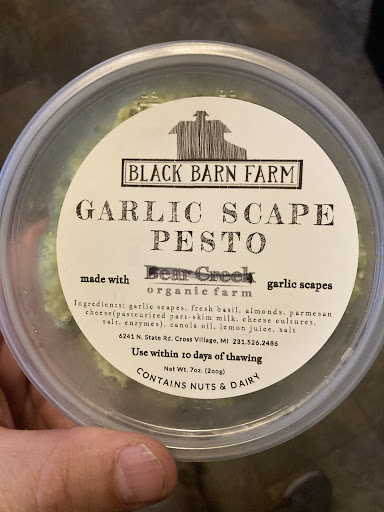 BLACK BARN FARM
GARLIC SCAPE
PESTO
made with Bear Creek garlic scapes
organic farm
Ingredients: garlic scapes, fresh basil, almonds, parmesan
cheese(pasteurized part-skim milk, cheese cultures,
salt, enzymes), canola oil, lemon juice, salt
6241 N. State Rd. Cross Village, MI 231.526.2486
Use within 10 days of thawing
Net Wt. 7oz. (200g)
CONTAINS NUTS & DAIRY